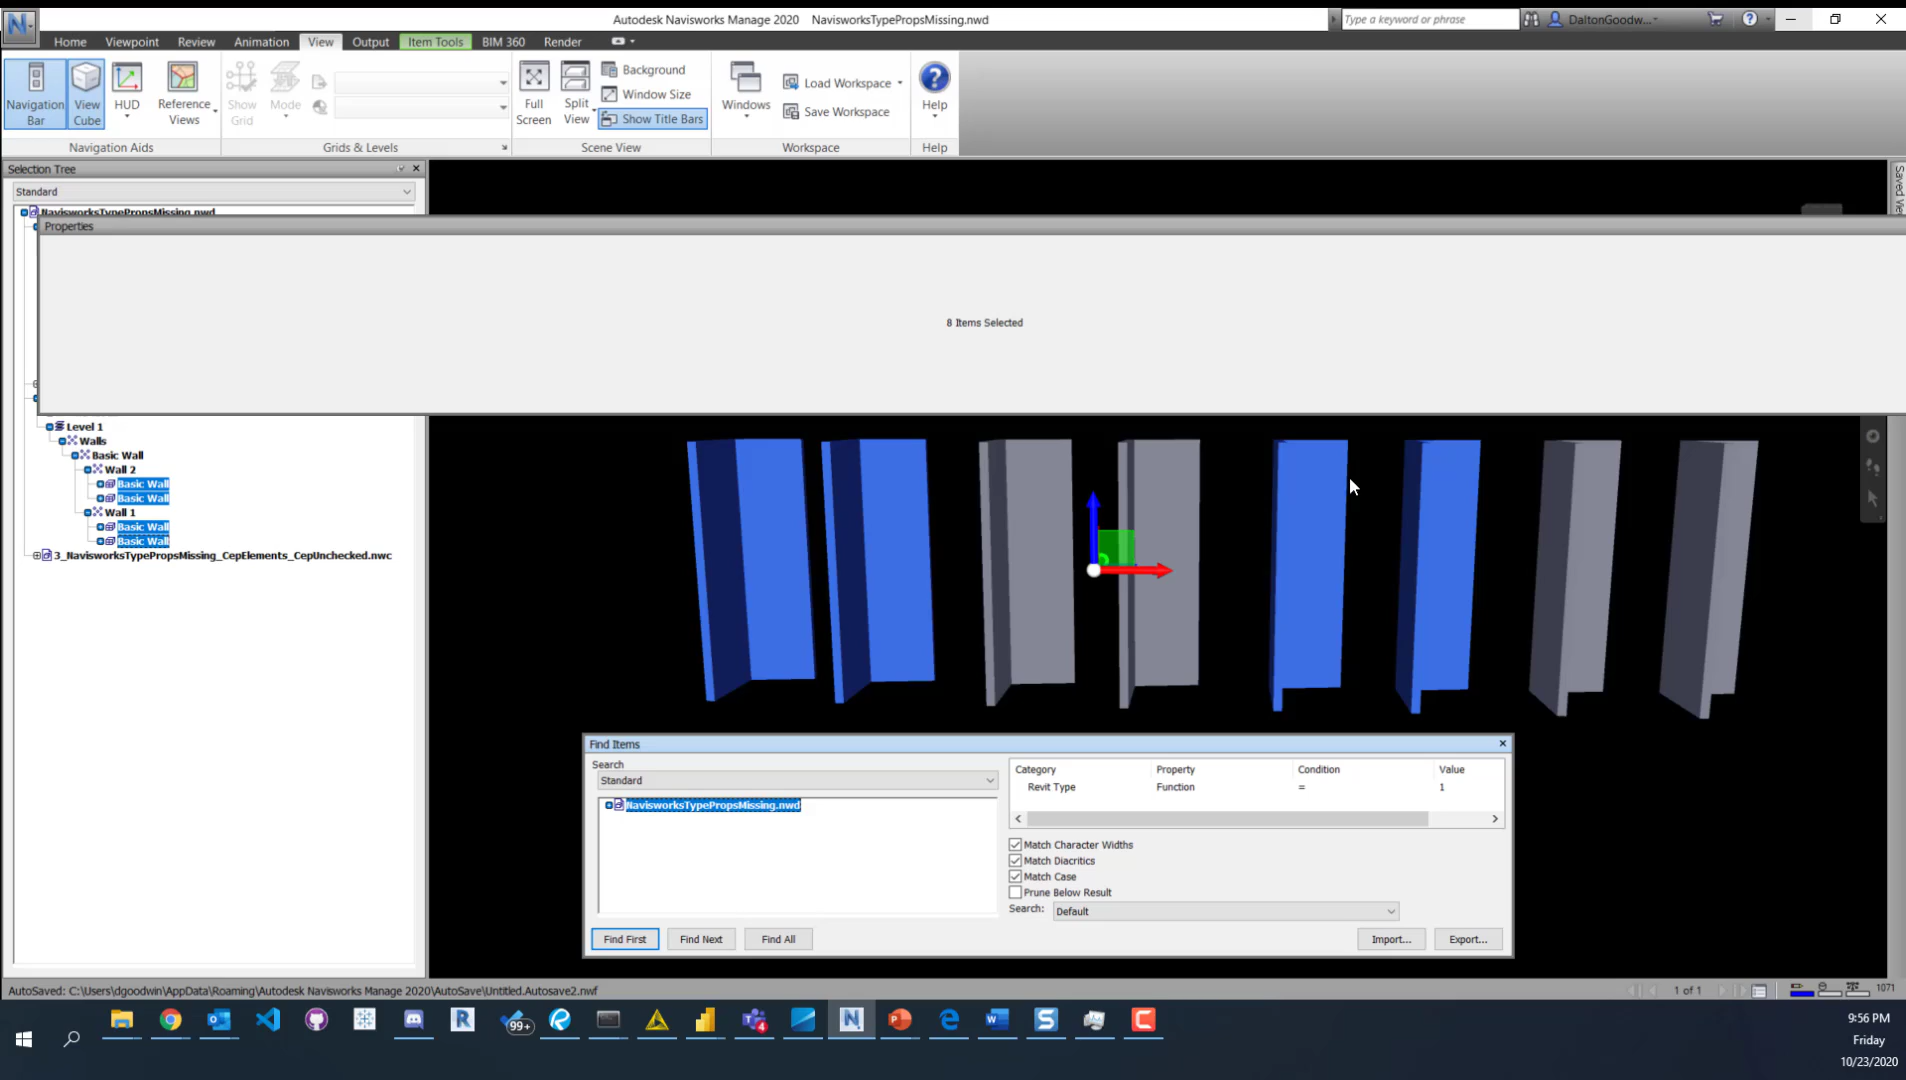 Autodesk Navisworks Manage 2020 NavisworksTypePropsMissing.nwd
Type a keyword or phrase
DaltonGoodw...
Home Viewpoint Review Animation View Output Item Tools BIM 360 Render
Navigation Bar
View Cube
HUD
Reference Views
Show Grid
Mode
Full Screen
Split View
Background
Window Size
Show Title Bars
Windows
Load Workspace
Save Workspace
Help
Navigation Aids
Grids & Levels
Scene View
Workspace
Help
Selection Tree
Standard
NavisworksTypePropsMissing.nwd
Properties
8 Items Selected
Level 1
Walls
Basic Wall
Wall 2
Basic Wall
Basic Wall
Wall 1
Basic Wall
Basic Wall
3_NavisworksTypePropsMissing_CepElements_CepUnchecked.nwc
Find Items
Search
Standard
NavisworksTypePropsMissing.nwd
Category Property Condition Value
Revit Type Function = 1
Match Character Widths
Match Diacritics
Match Case
Prune Below Result
Search: Default
Find First Find Next Find All Import... Export...
AutoSaved: C:\Users\dgoodwin\AppData\Roaming\Autodesk Navisworks Manage 2020\AutoSave\Untitled.Autosave2.nwf
1 of 1
1071
99+
4
9:56 PM
Friday
10/23/2020